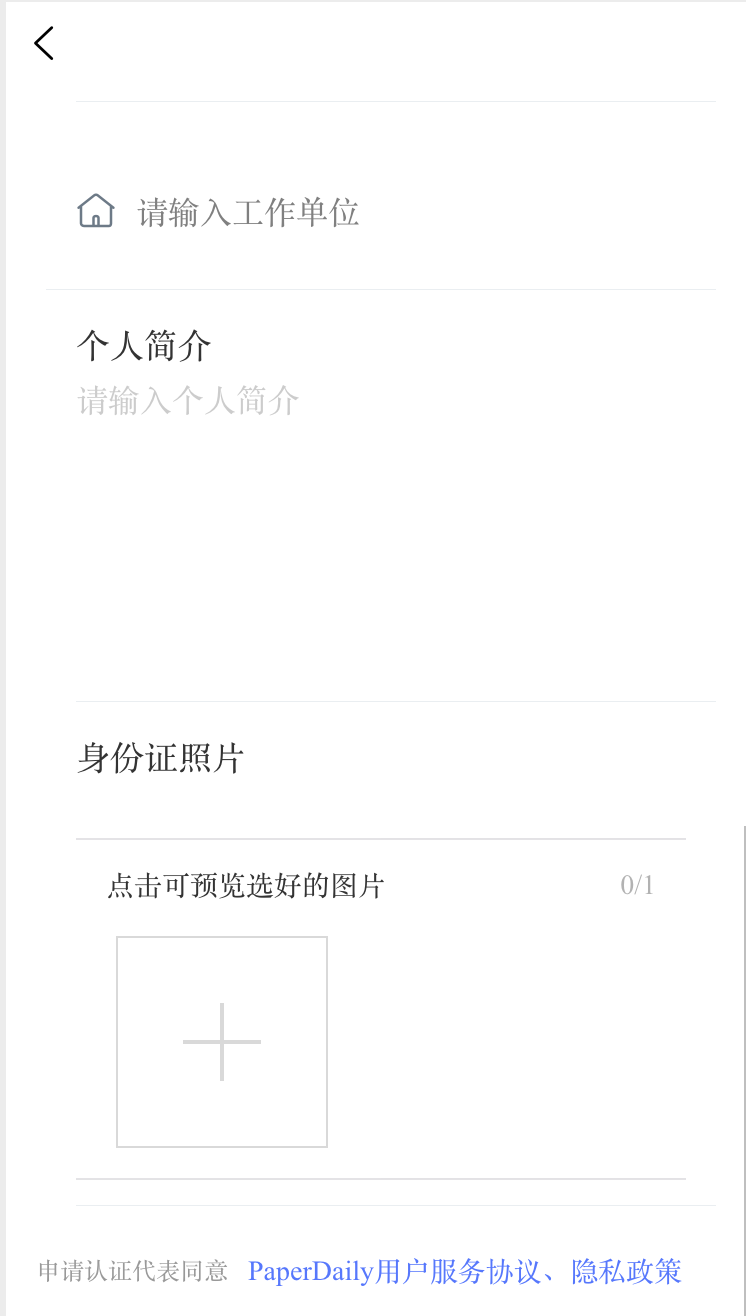 请输入工作单位
个人简介
请输入个人简介
身份证照片
点击可预览选好的图片 0/1
申请认证代表同意 PaperDaily用户服务协议、隐私政策